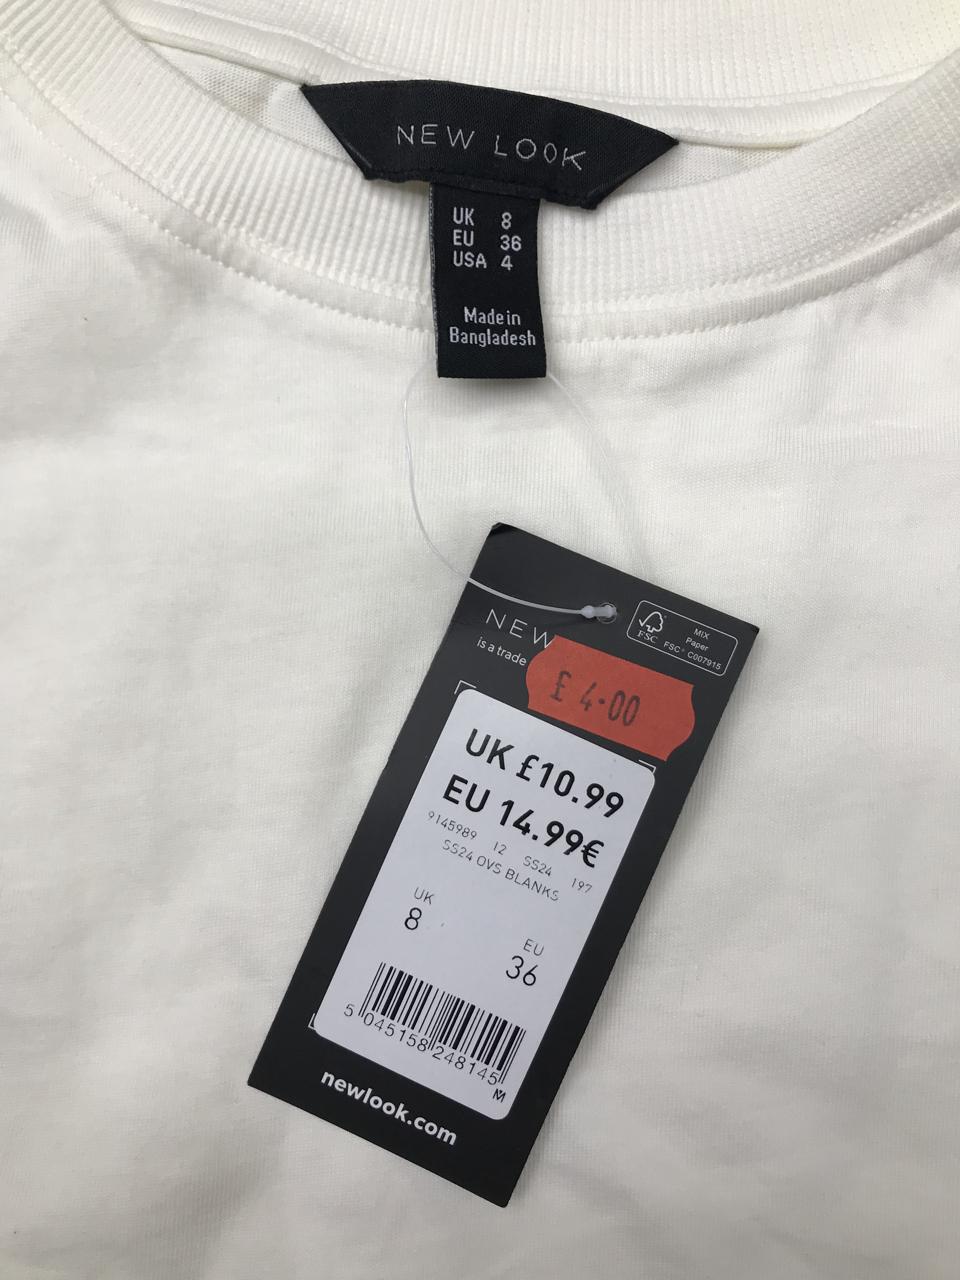 NEW LOOK
UK 8
EU 36
USA 4
Made in
Bangladesh
NEW
is a trade
FSC
MIX
Paper
FSC® C007915
£ 4.00
UK £10.99
EU 14.99€
9145989 12 SS24 197
SS24 OVS BLANKS
UK
8
EU
36
5 045158 248145
M
newlook.com